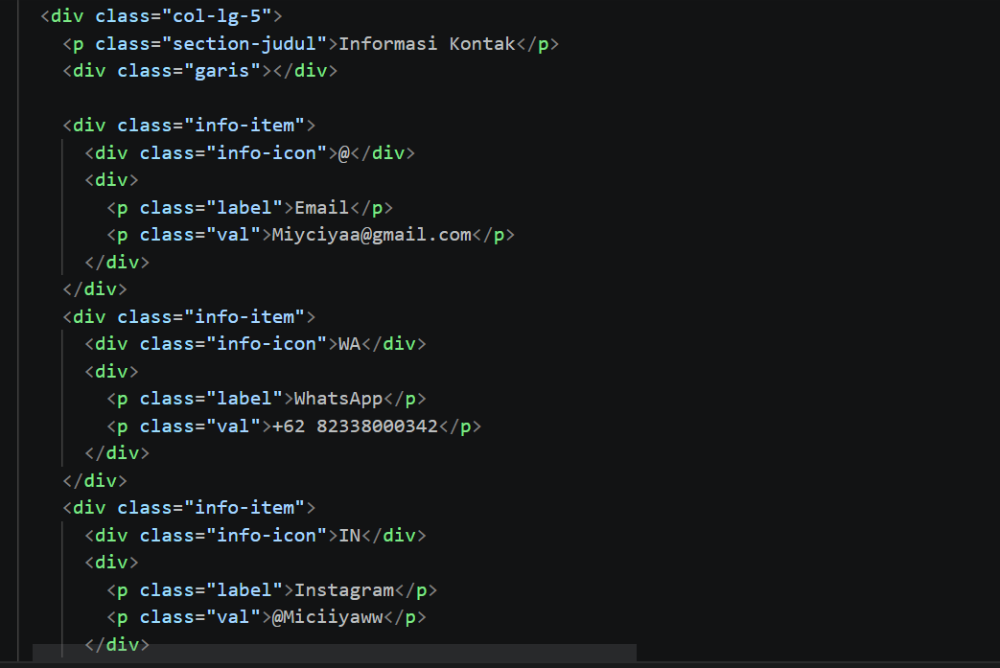 <div class="col-lg-5">
<p class="section-judul">Informasi Kontak</p>
<div class="garis"></div>
<div class="info-item">
<div class="info-icon">@</div>
<div>
<p class="label">Email</p>
<p class="val">Miyciyaa@gmail.com</p>
</div>
</div>
<div class="info-item">
<div class="info-icon">WA</div>
<div>
<p class="label">WhatsApp</p>
<p class="val">+62 82338000342</p>
</div>
</div>
<div class="info-item">
<div class="info-icon">IN</div>
<div>
<p class="label">Instagram</p>
<p class="val">@Miciiyaww</p>
</div>